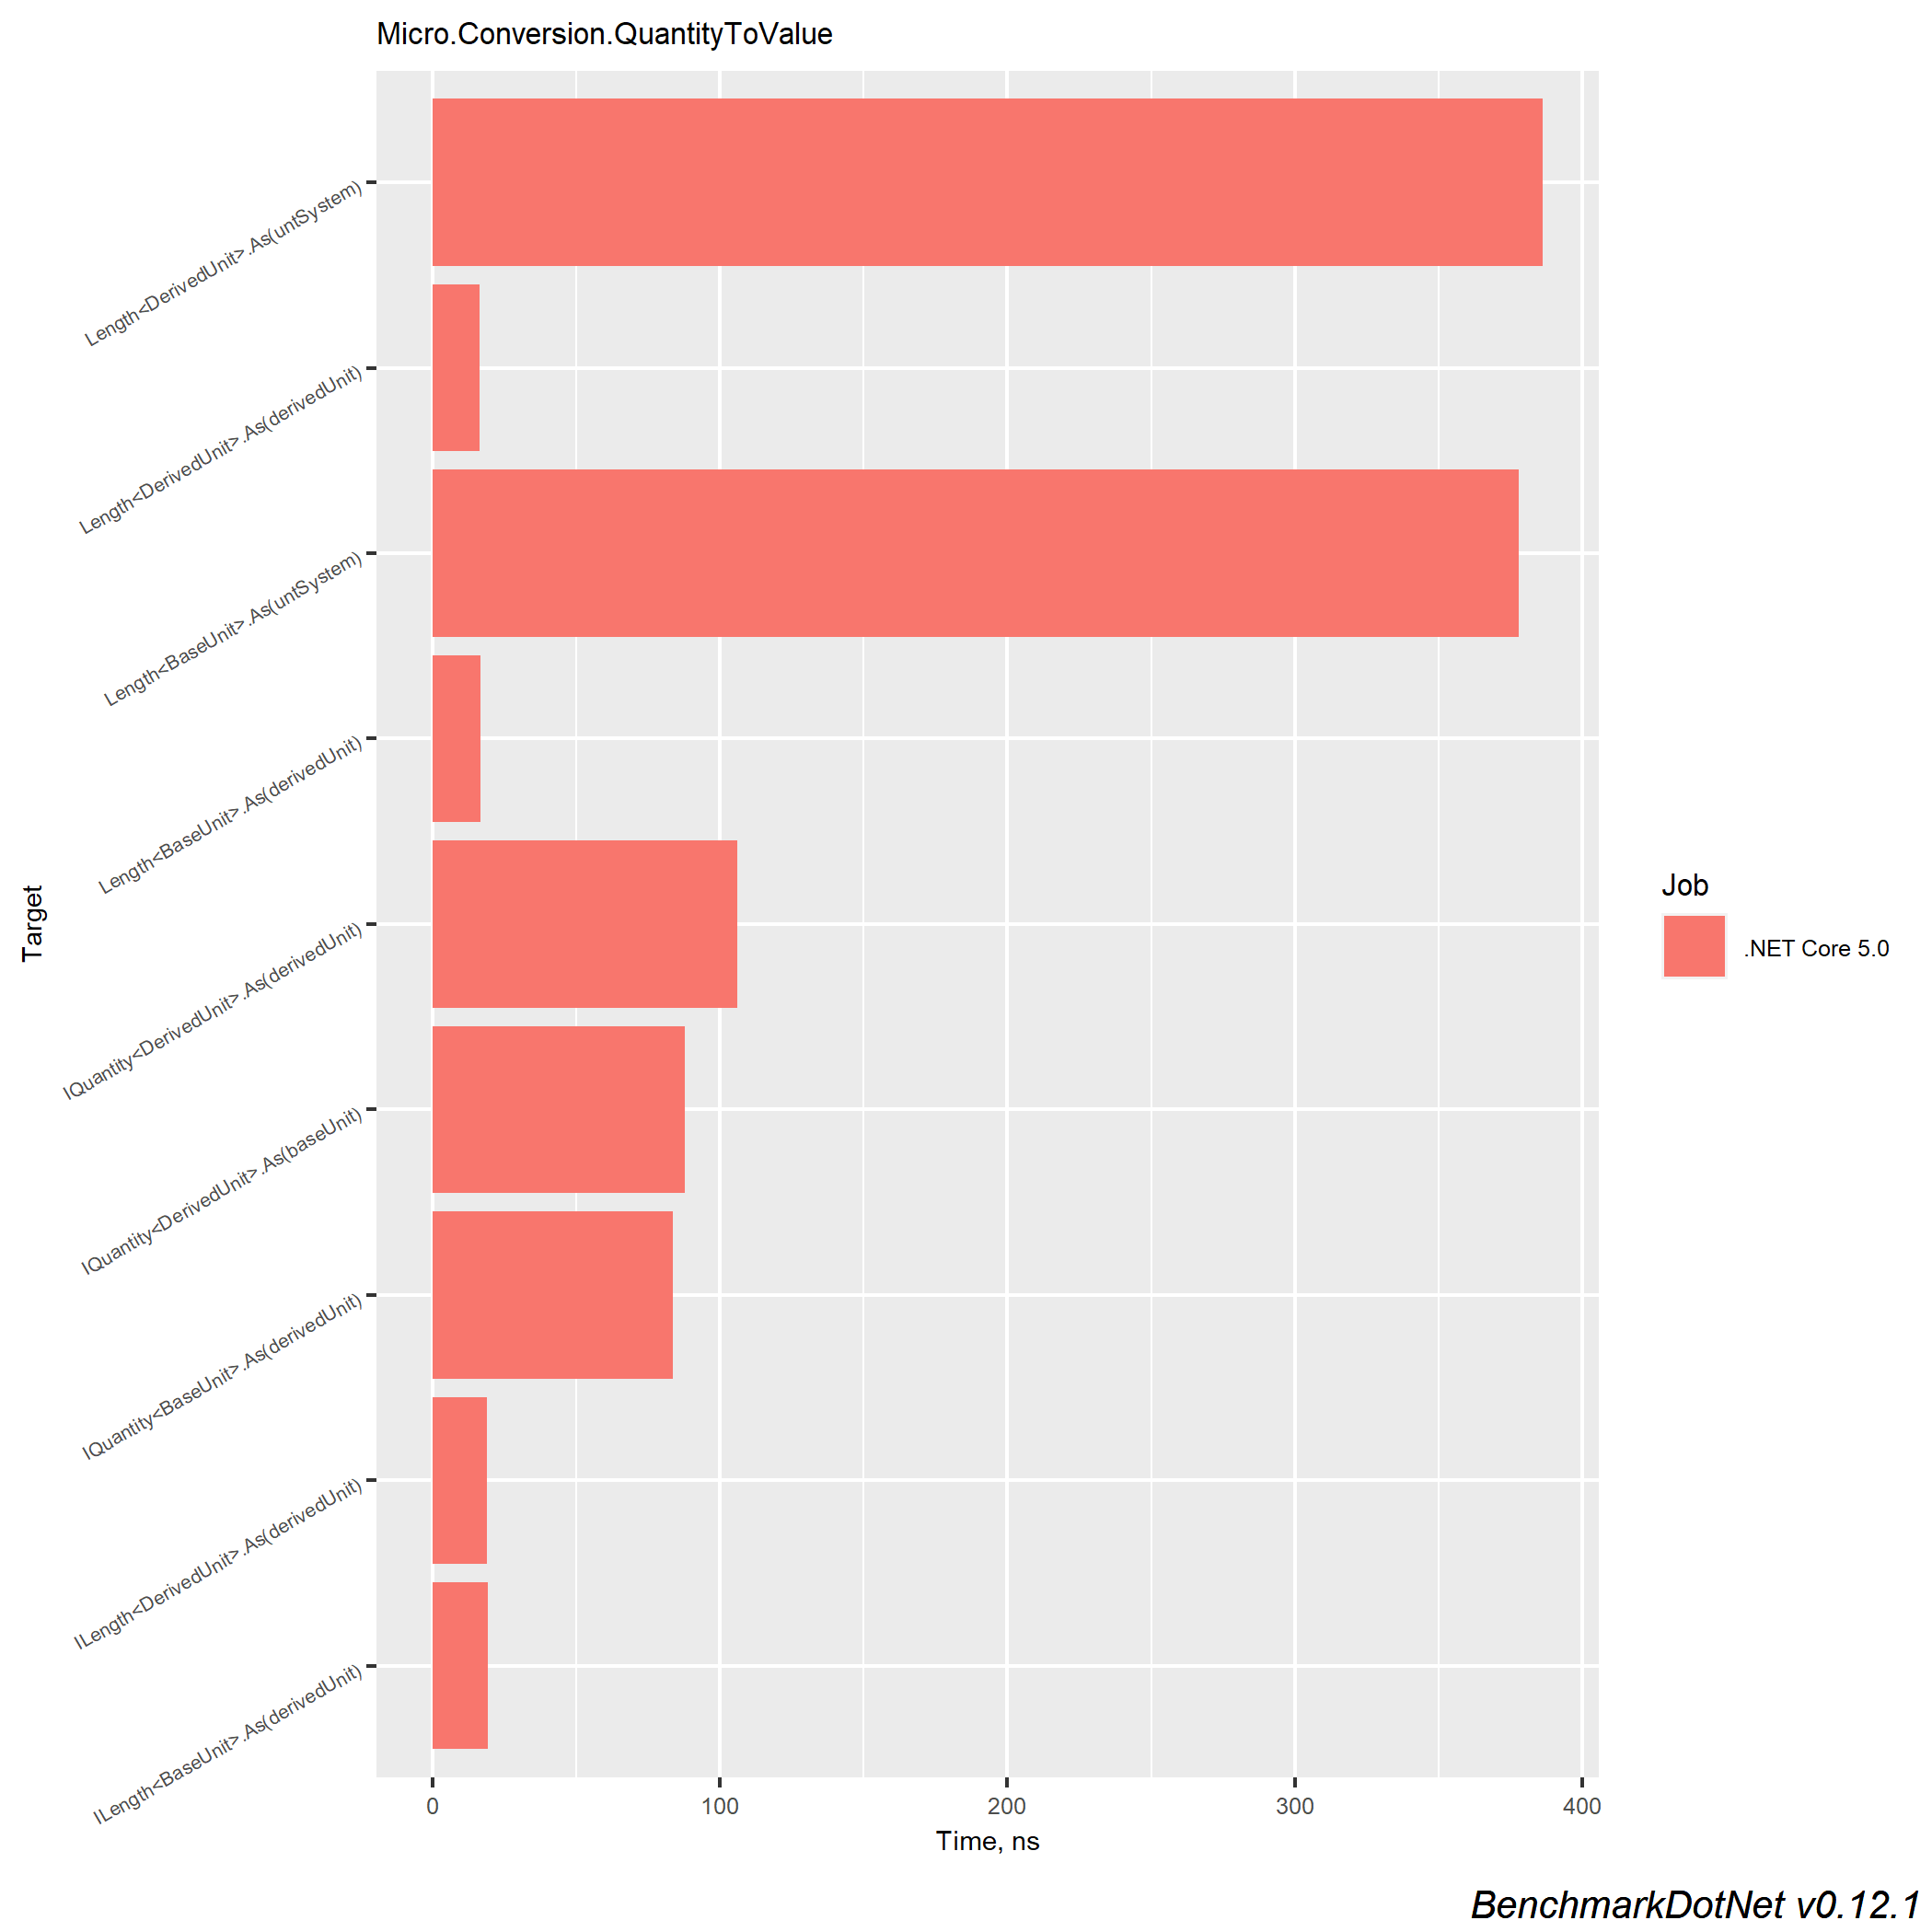 Micro.Conversion.QuantityToValue
Length<DerivedUnit>.As(untSystem)
Length<DerivedUnit>.As(derivedUnit)
Length<BaseUnit>.As(untSystem)
Length<BaseUnit>.As(derivedUnit)
IQuantity<DerivedUnit>.As(derivedUnit)
IQuantity<DerivedUnit>.As(baseUnit)
IQuantity<BaseUnit>.As(derivedUnit)
ILength<DerivedUnit>.As(derivedUnit)
ILength<BaseUnit>.As(derivedUnit)
Target
0 100 200 300 400
Time, ns
Job
.NET Core 5.0
BenchmarkDotNet v0.12.1